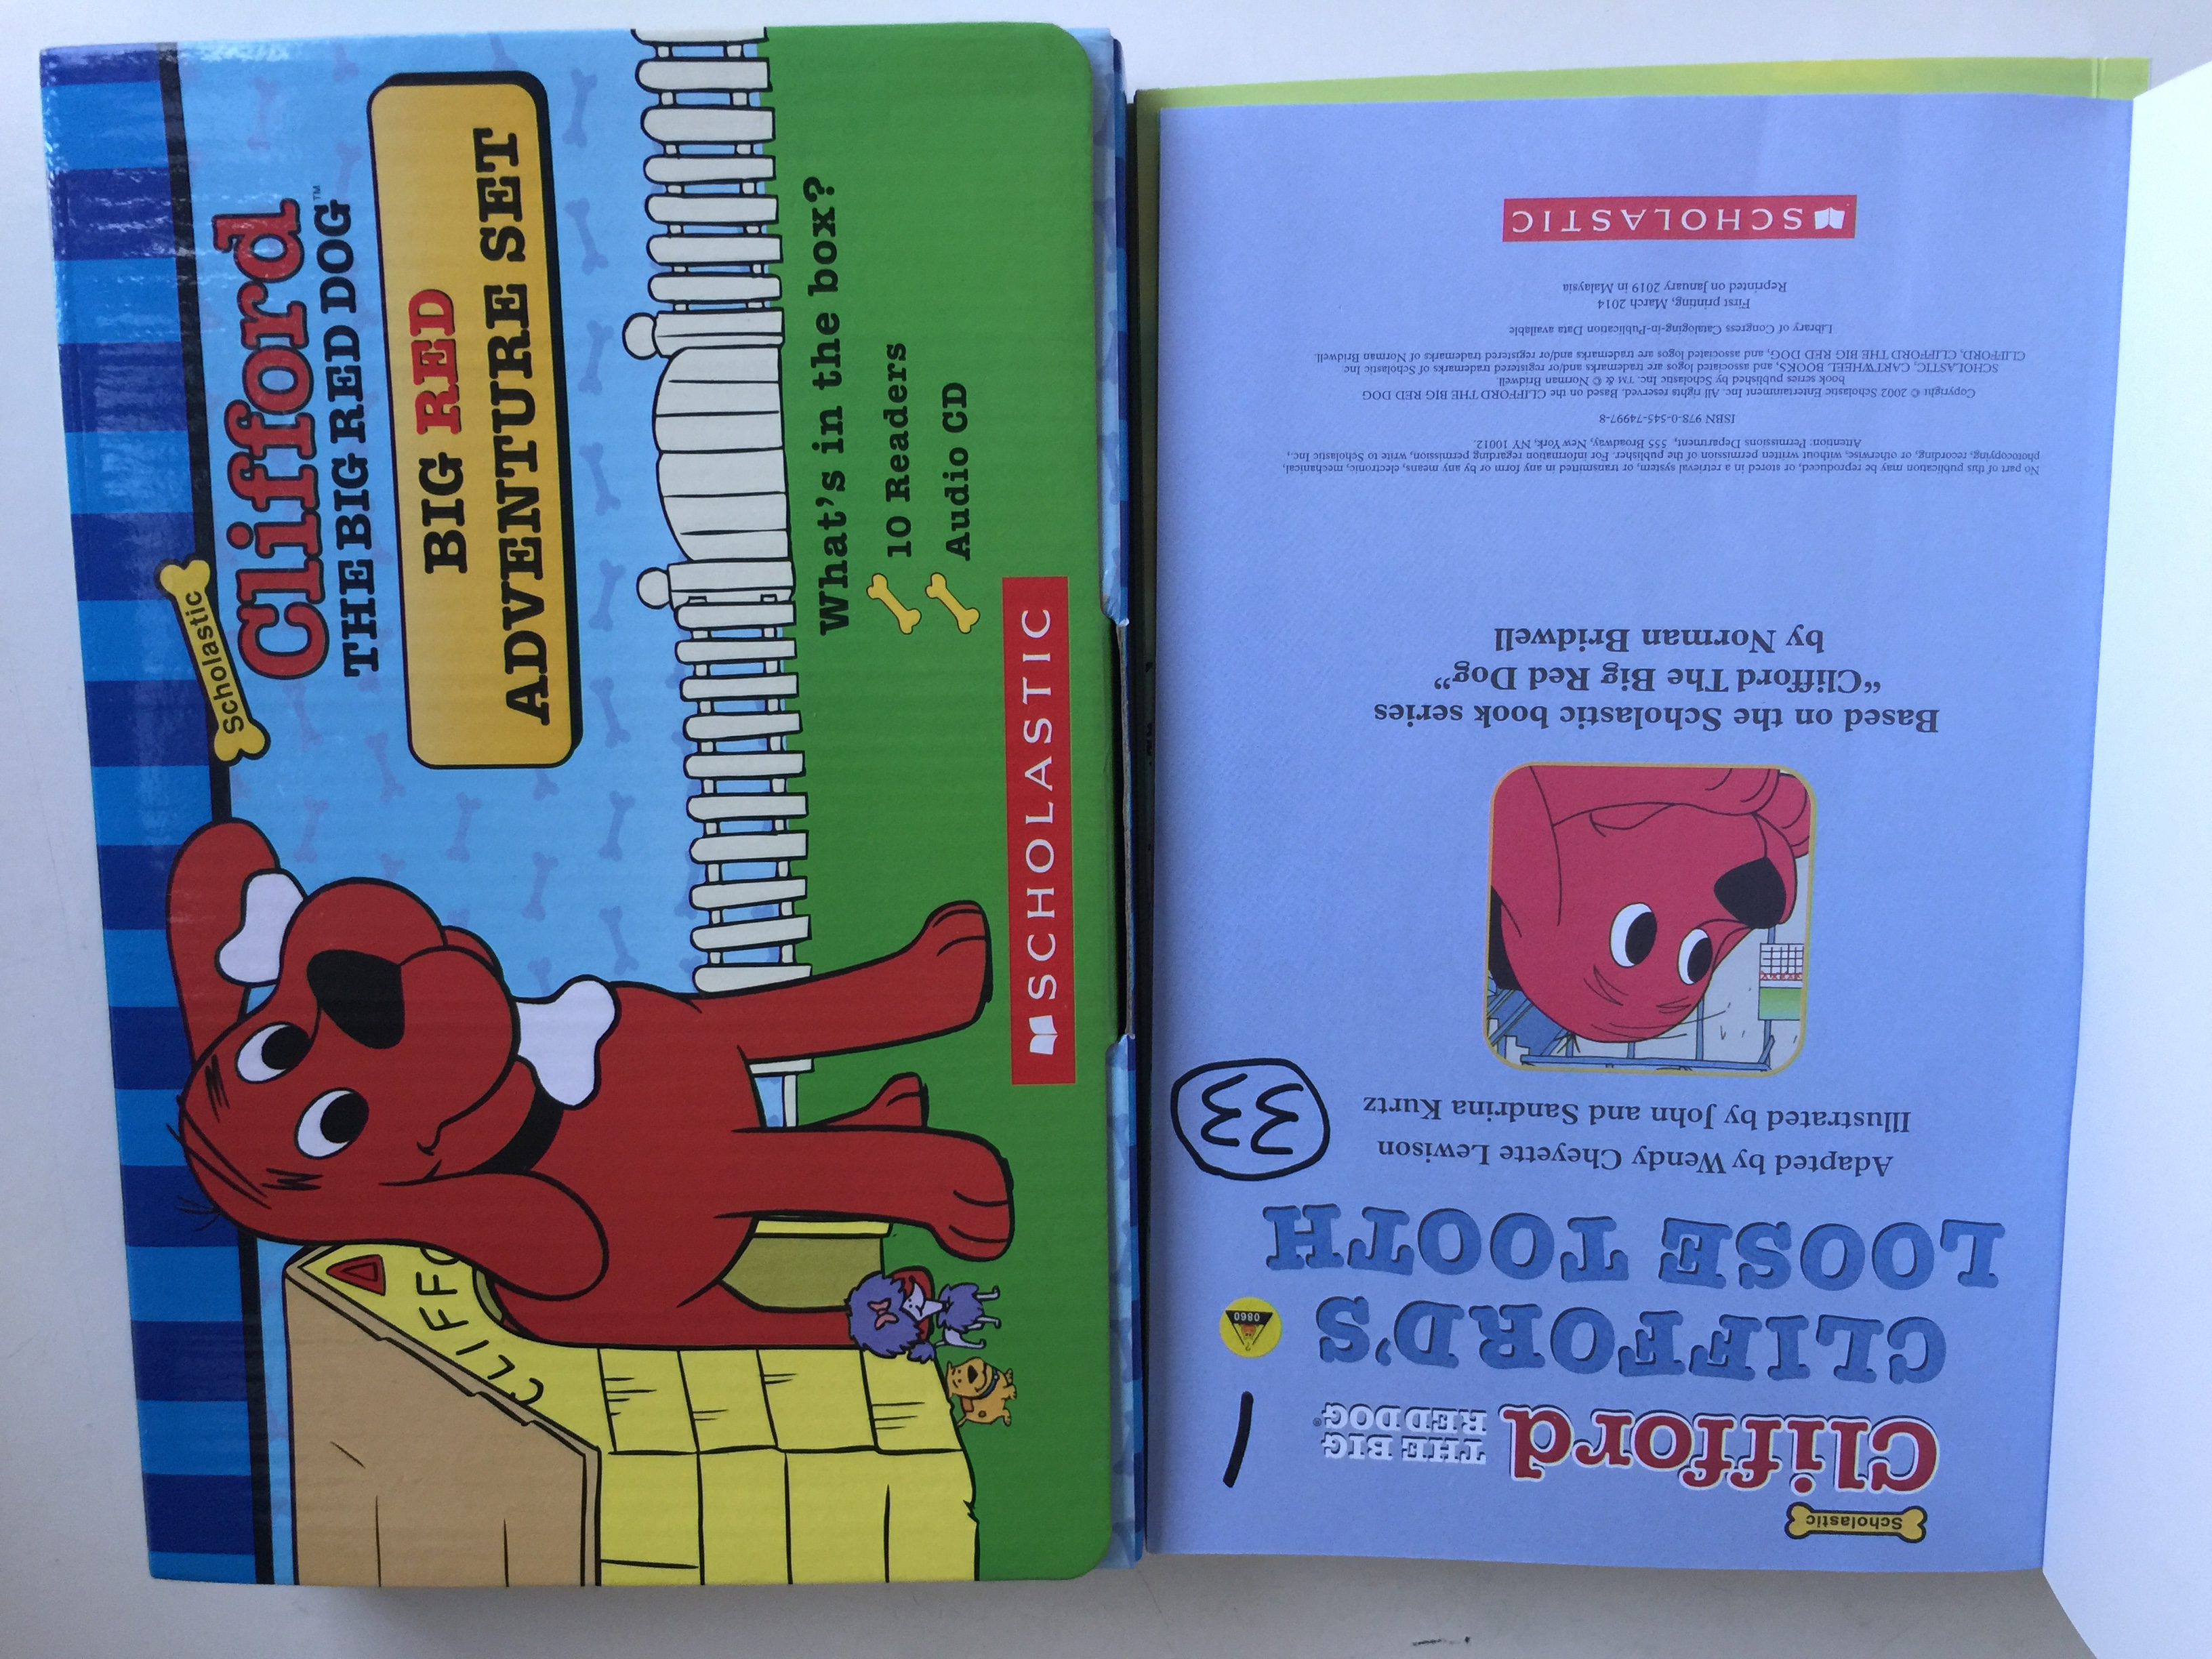 Scholastic
Clifford THE BIG
RED DOG®
1
CLIFFORD'S
0860
LOOSE TOOTH
Adapted by Wendy Cheyette Lewison
Illustrated by John and Sandrina Kurtz
33
Based on the Scholastic book series
“Clifford The Big Red Dog”
by Norman Bridwell
No part of this publication may be reproduced, or stored in a retrieval system, or transmitted in any form or by any means, electronic, mechanical,
photocopying, recording, or otherwise, without written permission of the publisher. For information regarding permission, write to Scholastic Inc.,
Attention: Permissions Department, 555 Broadway, New York, NY 10012.
ISBN 978-0-545-74997-8
Copyright © 2002 Scholastic Entertainment Inc. All rights reserved. Based on the CLIFFORD THE BIG RED DOG
book series published by Scholastic Inc. TM & © Norman Bridwell.
SCHOLASTIC, CARTWHEEL BOOKS, and associated logos are trademarks and/or registered trademarks of Scholastic Inc.
CLIFFORD, CLIFFORD THE BIG RED DOG, and associated logos are trademarks and/or registered trademarks of Norman Bridwell.
Library of Congress Cataloging-in-Publication Data available
First printing, March 2014
Reprinted on January 2019 in Malaysia
SCHOLASTIC
Scholastic
Clifford
THE BIG RED DOG™
BIG RED
ADVENTURE SET
CLIFFO
What's in the box?
10 Readers
Audio CD
SCHOLASTIC